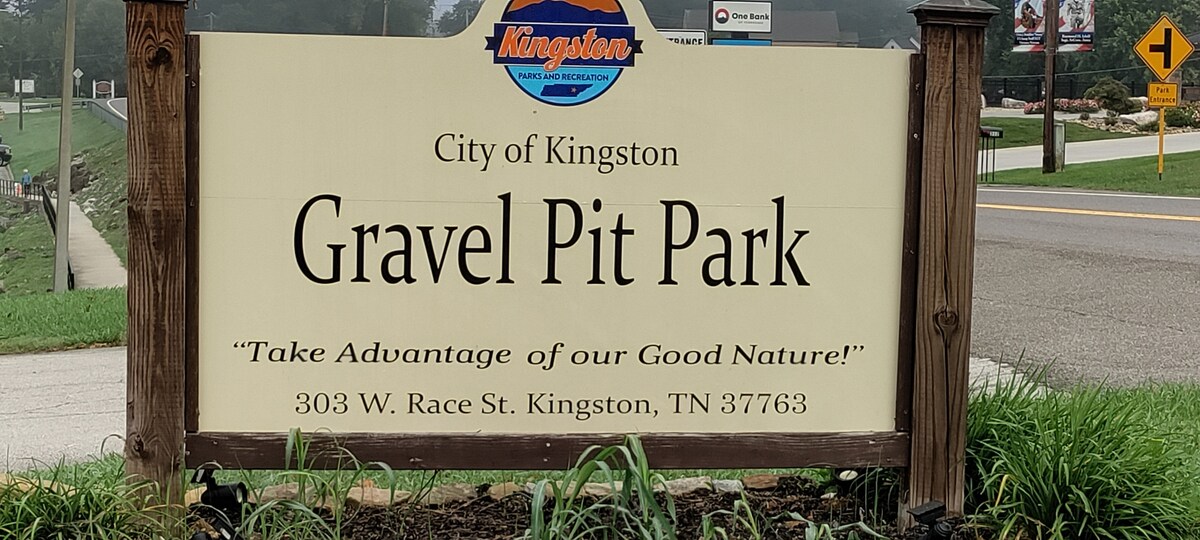 One Bank
TRANCE
Kingston
PARKS AND RECREATION
City of Kingston
Gravel Pit Park
“Take Advantage of our Good Nature!”
303 W. Race St. Kingston, TN 37763
Park
Entrance